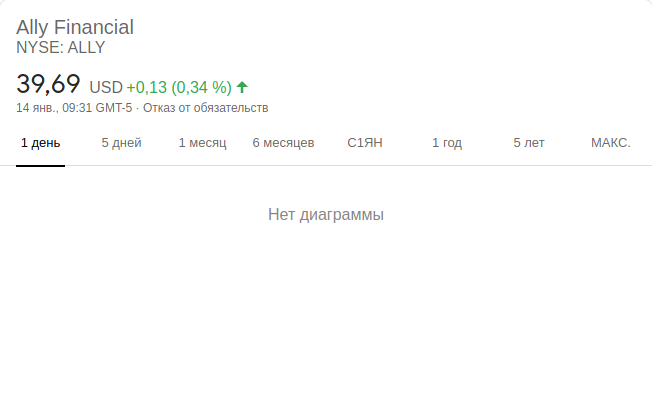 Ally Financial
NYSE: ALLY
39,69 USD +0,13 (0,34 %)
14 янв., 09:31 GMT-5 · Отказ от обязательств
1 день 5 дней 1 месяц 6 месяцев С1ЯН 1 год 5 лет МАКС.
Нет диаграммы